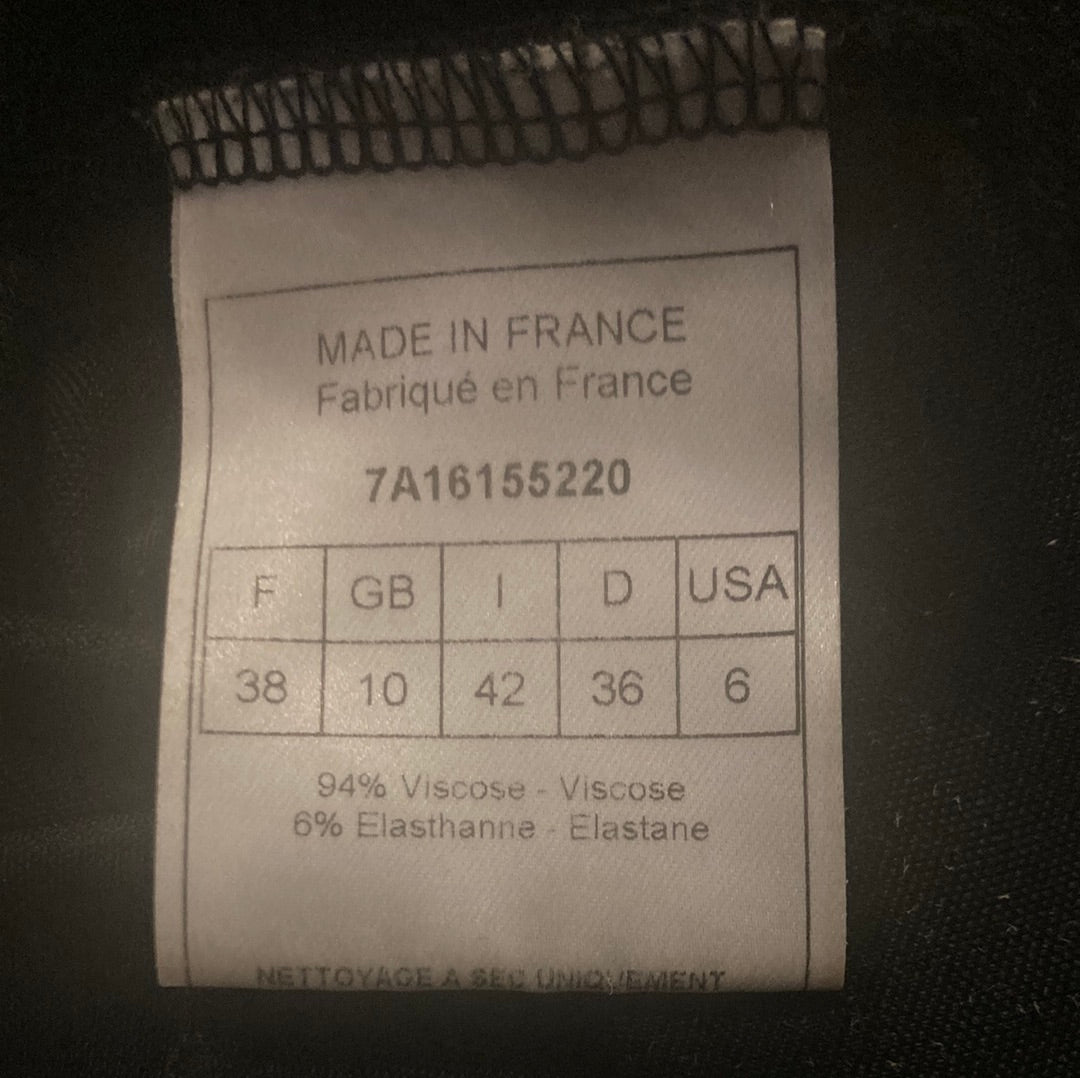 MADE IN FRANCE
Fabriqué en France
7A16155220
F GB I D USA
38 10 42 36 6
94% Viscose - Viscose
6% Elasthanne - Elastane
NETTOYAGE A SEC UNIQUEMENT